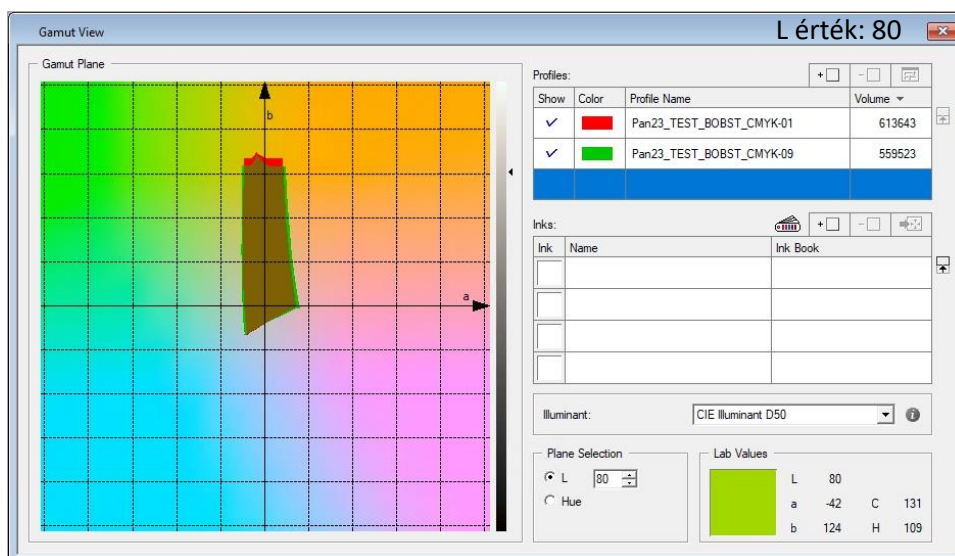 Gamut View
L érték: 80
Gamut Plane
b
a
Profiles:
Show Color Profile Name Volume
Pan23_TEST_BOBST_CMYK-01 613643
Pan23_TEST_BOBST_CMYK-09 559523
Inks:
Ink Name Ink Book
Illuminant: CIE Illuminant D50
Plane Selection
L 80
Hue
Lab Values
L 80
a -42 C 131
b 124 H 109